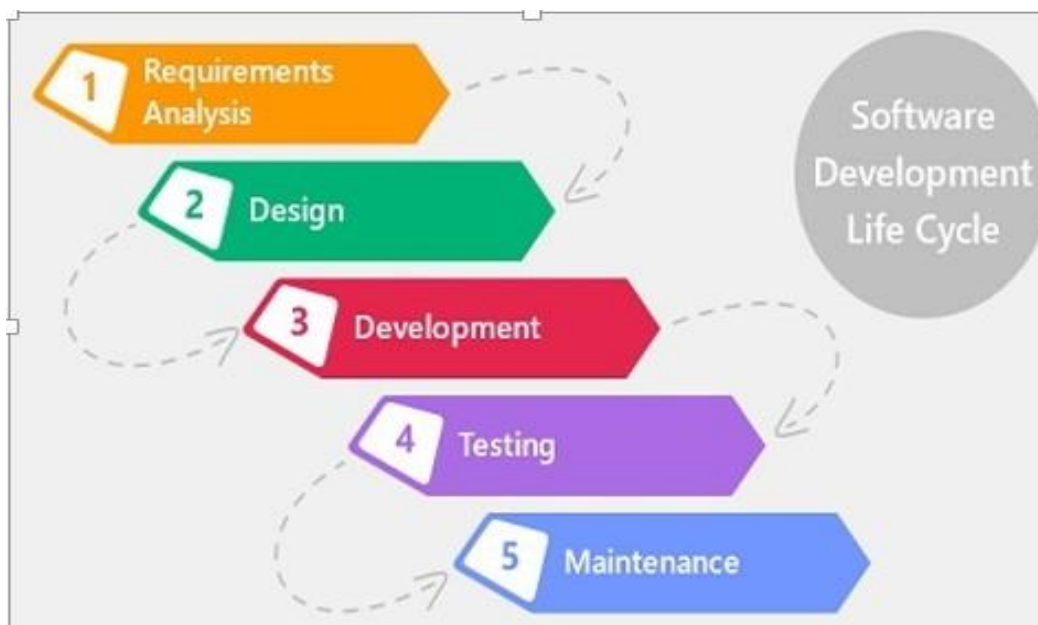 1
Requirements
Analysis
Software
Development
Life Cycle
2
Design
3
Development
4
Testing
5
Maintenance